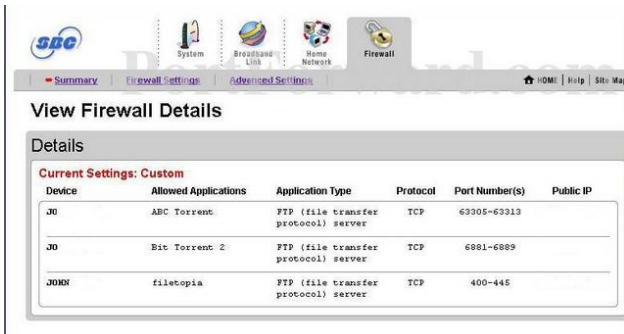 SBC
System
Broadband Link
Home Network
Firewall
PortForward.com
Summary | Firewall Settings | Advanced Settings
HOME | Help | Site Map
View Firewall Details
Details
Current Settings: Custom
Device Allowed Applications Application Type Protocol Port Number(s) Public IP
JO ABC Torrent FTP (file transfer protocol) server TCP 63305-63313
JO Bit Torrent 2 FTP (file transfer protocol) server TCP 6881-6889
JOHN filetopia FTP (file transfer protocol) server TCP 400-445